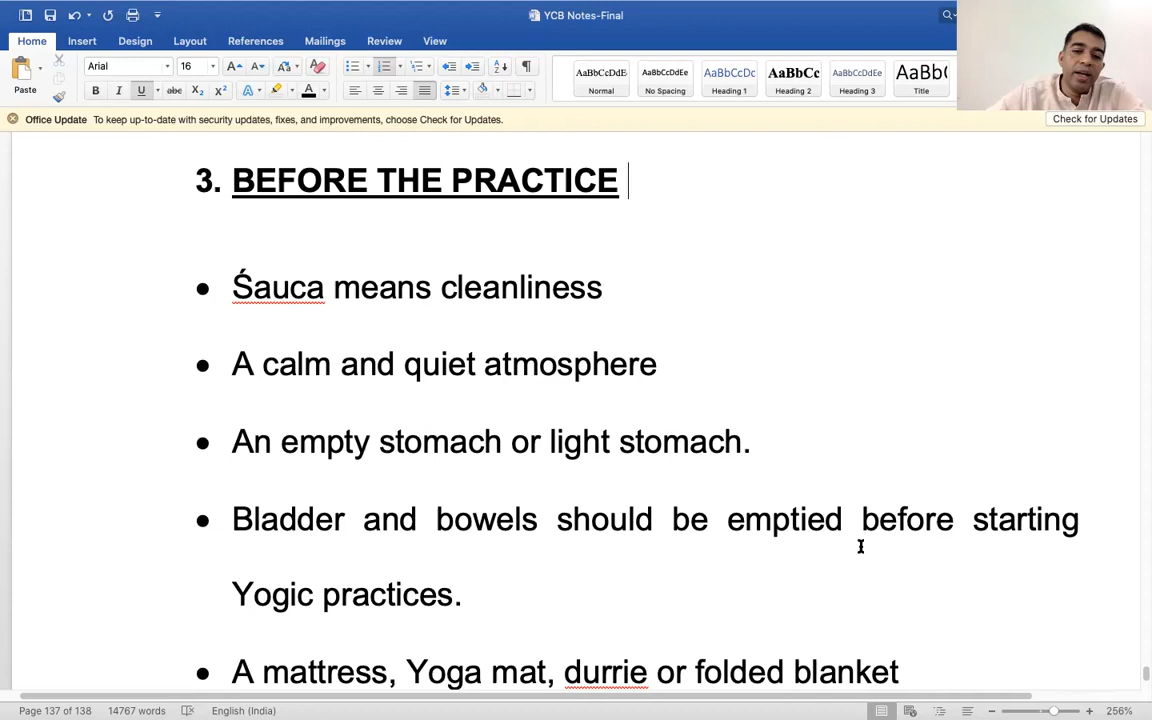 YCB Notes-Final
Home Insert Design Layout References Mailings Review View
Paste
Arial 16
B I U abc X2 X2 A A
AaBbCcDdE AaBbCcDdEe AaBbCcDc AaBbCc AaBbCcDdEe AaBb(
Normal No Spacing Heading 1 Heading 2 Heading 3 Title
Office Update To keep up-to-date with security updates, fixes, and improvements, choose Check for Updates. Check for Updates
3. BEFORE THE PRACTICE
• Śauca means cleanliness
• A calm and quiet atmosphere
• An empty stomach or light stomach.
• Bladder and bowels should be emptied before starting
Yogic practices.
• A mattress, Yoga mat, durrie or folded blanket
Page 137 of 138 14767 words English (India) 256%